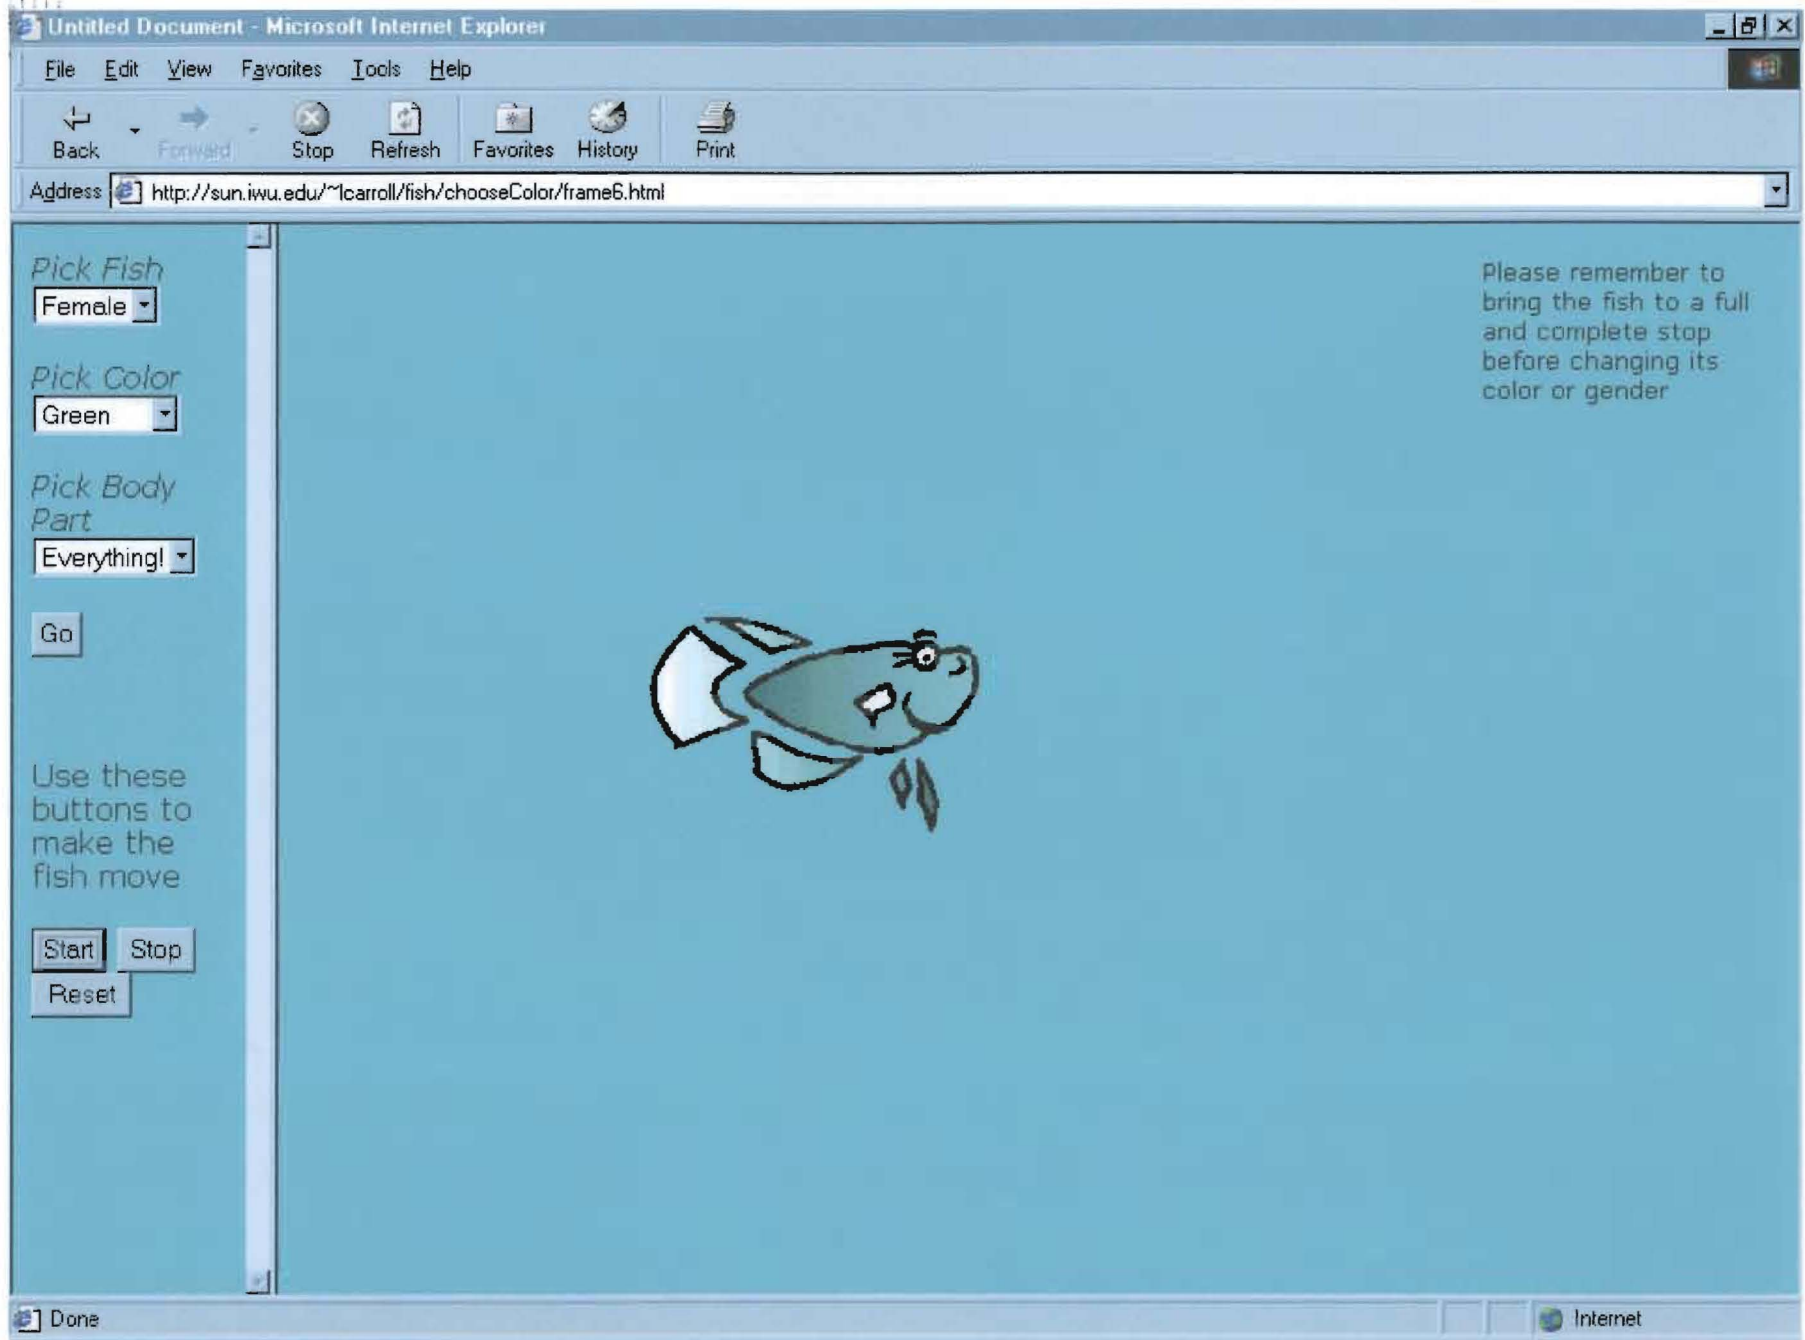 Untitled Document - Microsoft Internet Explorer
File Edit View Favorites Tools Help
Back Forward Stop Refresh Favorites History Print
Address http://sun.iwu.edu/~lcarroll/fish/chooseColor/frame6.html
Pick Fish
Female
Pick Color
Green
Pick Body
Part
Everything!
Go
Use these
buttons to
make the
fish move
Start Stop
Reset
Please remember to
bring the fish to a full
and complete stop
before changing its
color or gender
Done
Internet